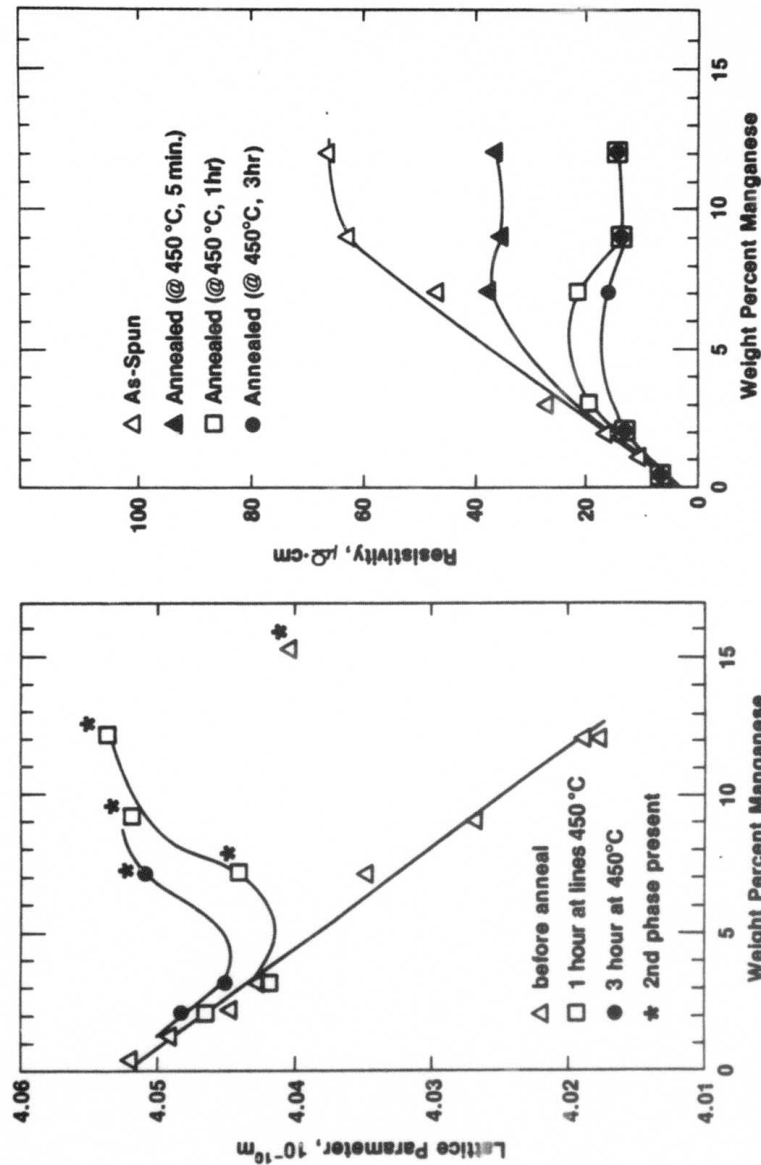 Lattice Parameter, 10⁻¹⁰m
4.06
4.05
4.04
4.03
4.02
4.01
0
5
10
15
Weight Percent Manganese
△ before anneal
□ 1 hour at lines 450 °C
● 3 hour at 450°C
* 2nd phase present
*
*
*
*
*
Resistivity, μΩ·cm
100
80
60
40
20
0
0
5
10
15
Weight Percent Manganese
△ As-Spun
▲ Annealed (@ 450 °C, 5 min.)
□ Annealed (@ 450 °C, 1hr)
● Annealed (@ 450°C, 3hr)